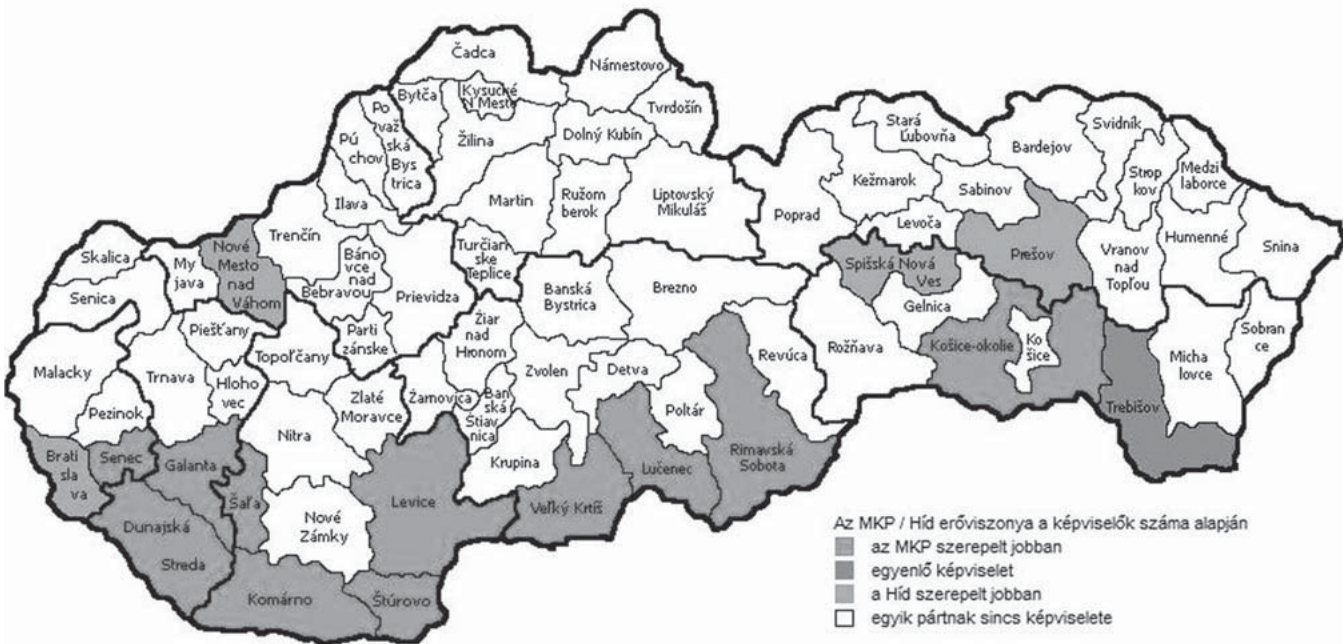 Čadca
Námestovo
Bytča
Kysucké
N Mesto
Tvrdošín
Po
važ
ská
Bys
trica
Pú
chov
Žilina
Dolný Kubín
Stará
Ľubovňa
Svidník
Bardejov
Strop
kov
Medzi
laborce
Ilava
Martin
Ružom
berok
Liptovský
Mikuláš
Kežmarok
Sabinov
Poprad
Levoča
Trenčín
Nové
Mesto
nad
Váhom
Bánovce nad
Bebravou
Turčian
ske
Teplice
Prievidza
Skalica
My
java
Senica
Prešov
Vranov
nad
Topľou
Humenné
Snina
Spišská Nová
Ves
Gelnica
Banská
Bystrica
Brezno
Piešťany
Parti
zánske
Žiar
nad
Hronom
Topoľčany
Malacky
Trnava
Hloho
vec
Pezinok
Zlaté
Moravce
Žarnovica
Ban
ská
Štiav
nica
Zvolen
Detva
Revúca
Rožňava
Košice-okolie
Ko
šice
Micha
lovce
Sobran
ce
Poltár
Nitra
Krupina
Trebišov
Brati
sla
va
Senec
Galanta
Šaľa
Levice
Veľký Krtíš
Lučenec
Rimavská
Sobota
Dunajská
Streda
Nové
Zámky
Komárno
Štúrovo
Az MKP / Híd erőviszonya a képviselők száma alapján
az MKP szerepelt jobban
egyenlő képviselet
a Híd szerepelt jobban
egyik pártnak sincs képviselete